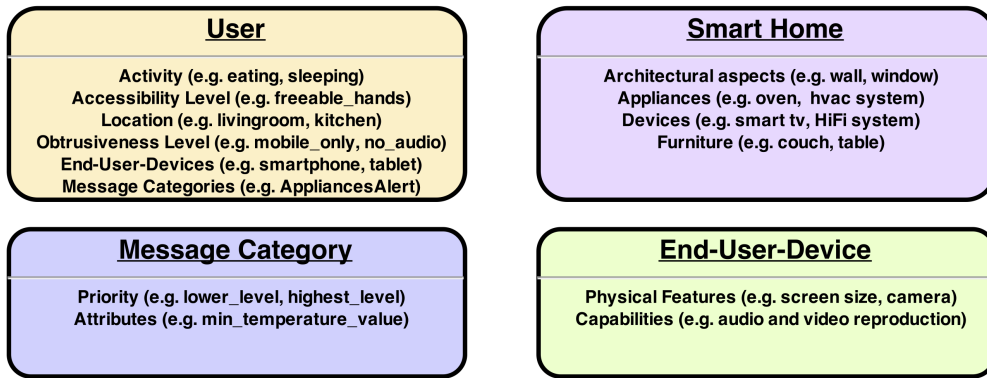 User
Activity (e.g. eating, sleeping)
Accessibility Level (e.g. freeable_hands)
Location (e.g. livingroom, kitchen)
Obtrusiveness Level (e.g. mobile_only, no_audio)
End-User-Devices (e.g. smartphone, tablet)
Message Categories (e.g. AppliancesAlert)
Smart Home
Architectural aspects (e.g. wall, window)
Appliances (e.g. oven, hvac system)
Devices (e.g. smart tv, HiFi system)
Furniture (e.g. couch, table)
Message Category
Priority (e.g. lower_level, highest_level)
Attributes (e.g. min_temperature_value)
End-User-Device
Physical Features (e.g. screen size, camera)
Capabilities (e.g. audio and video reproduction)